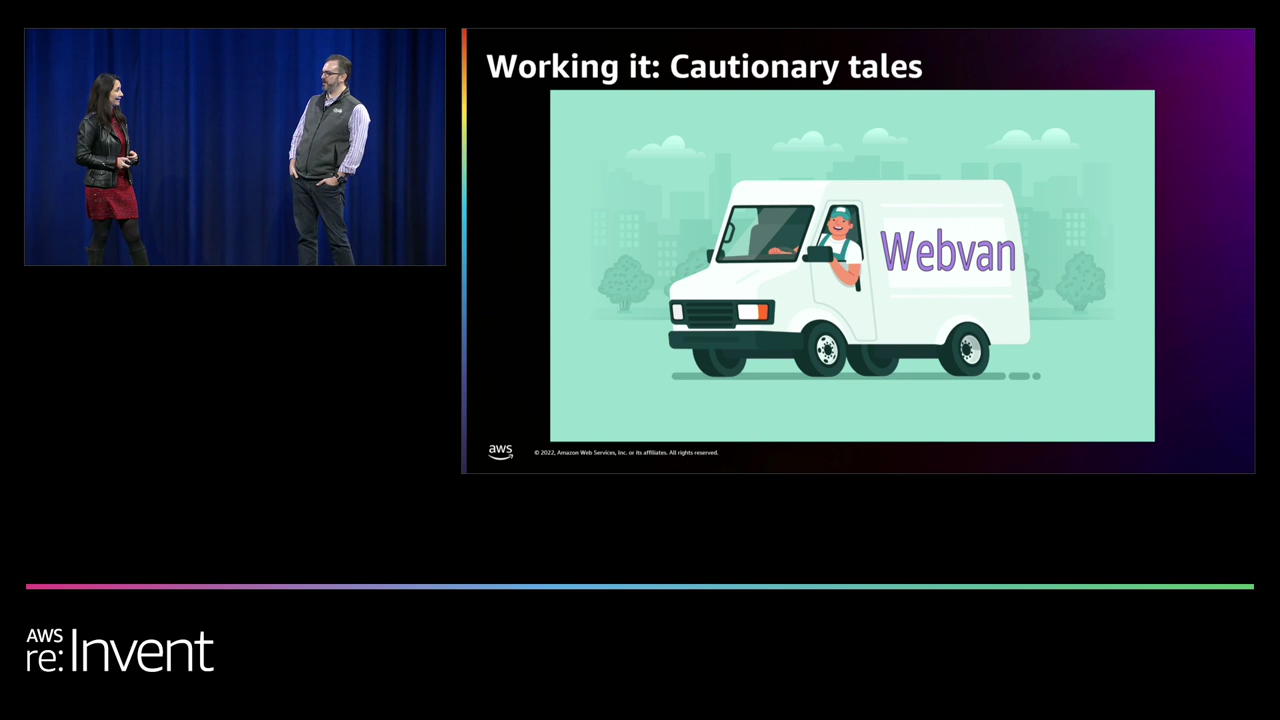 Working it: Cautionary tales
Webvan
aws
© 2022, Amazon Web Services, Inc. or its affiliates. All rights reserved.
AWS
re:Invent